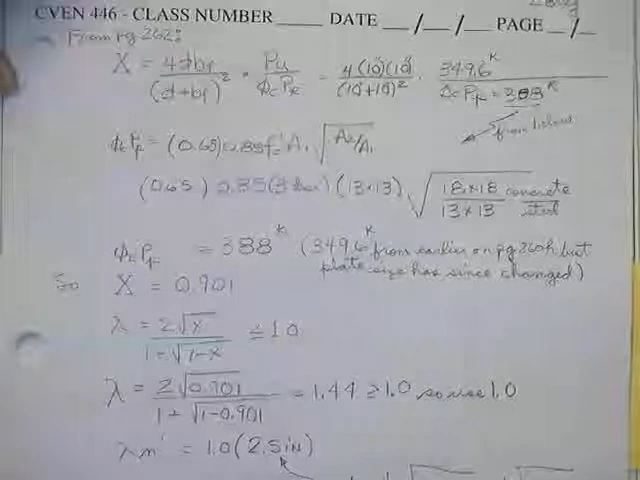 CVEN 446 - CLASS NUMBER ____ DATE __/__/__ PAGE __/__
From pg 262:
X = 4dbf/(d+bf)² · Pu/ϕcPp = 4(10)(10)/(10+10)² · 349.6ᴷ/ϕcPp = 388ᴷ
from below
ϕcPp = (0.65) 0.85f'c A₁ √A₂/A₁
(0.65) 0.85(3 ksi)(13×13) √18×18 concrete/13×13 steel
ϕcPp = 388ᴷ (349.6ᴷ from earlier on pg 260h, but
plate size has since changed)
So X = 0.901
λ = 2√x/1+√1-x ≤ 1.0
λ = 2√0.901/1+√1-0.901 = 1.44 ≥ 1.0 so use 1.0
λn' = 1.0(2.5in)